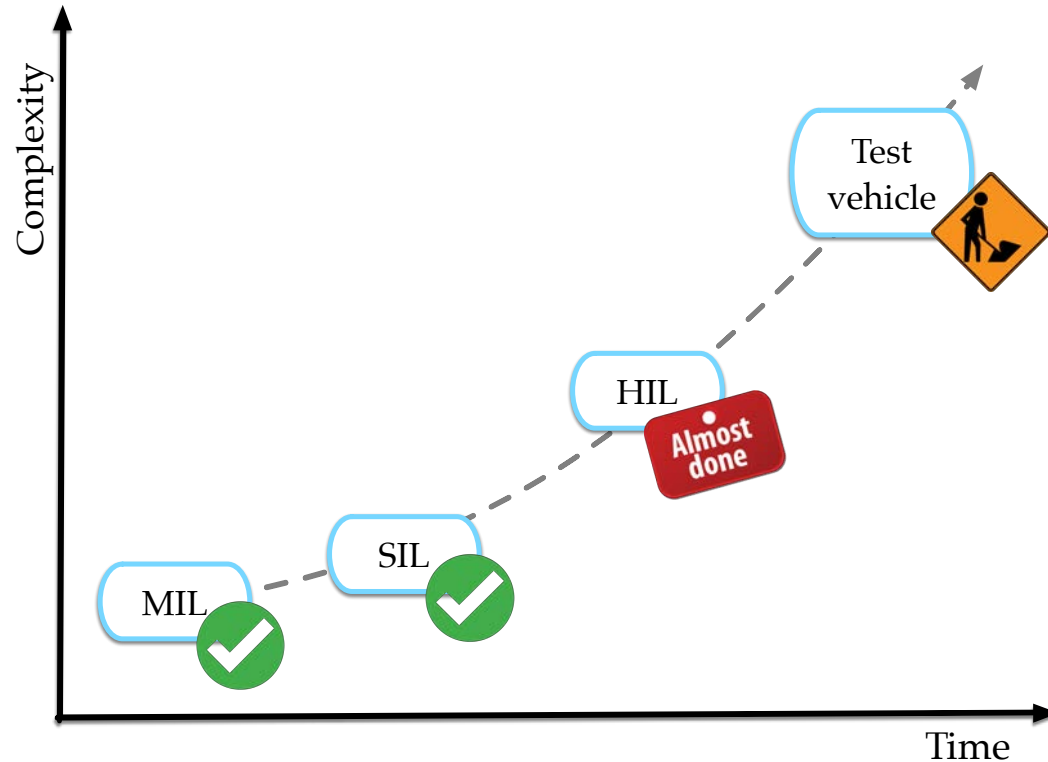 Complexity
Test
vehicle
HIL
Almost
done
SIL
MIL
Time